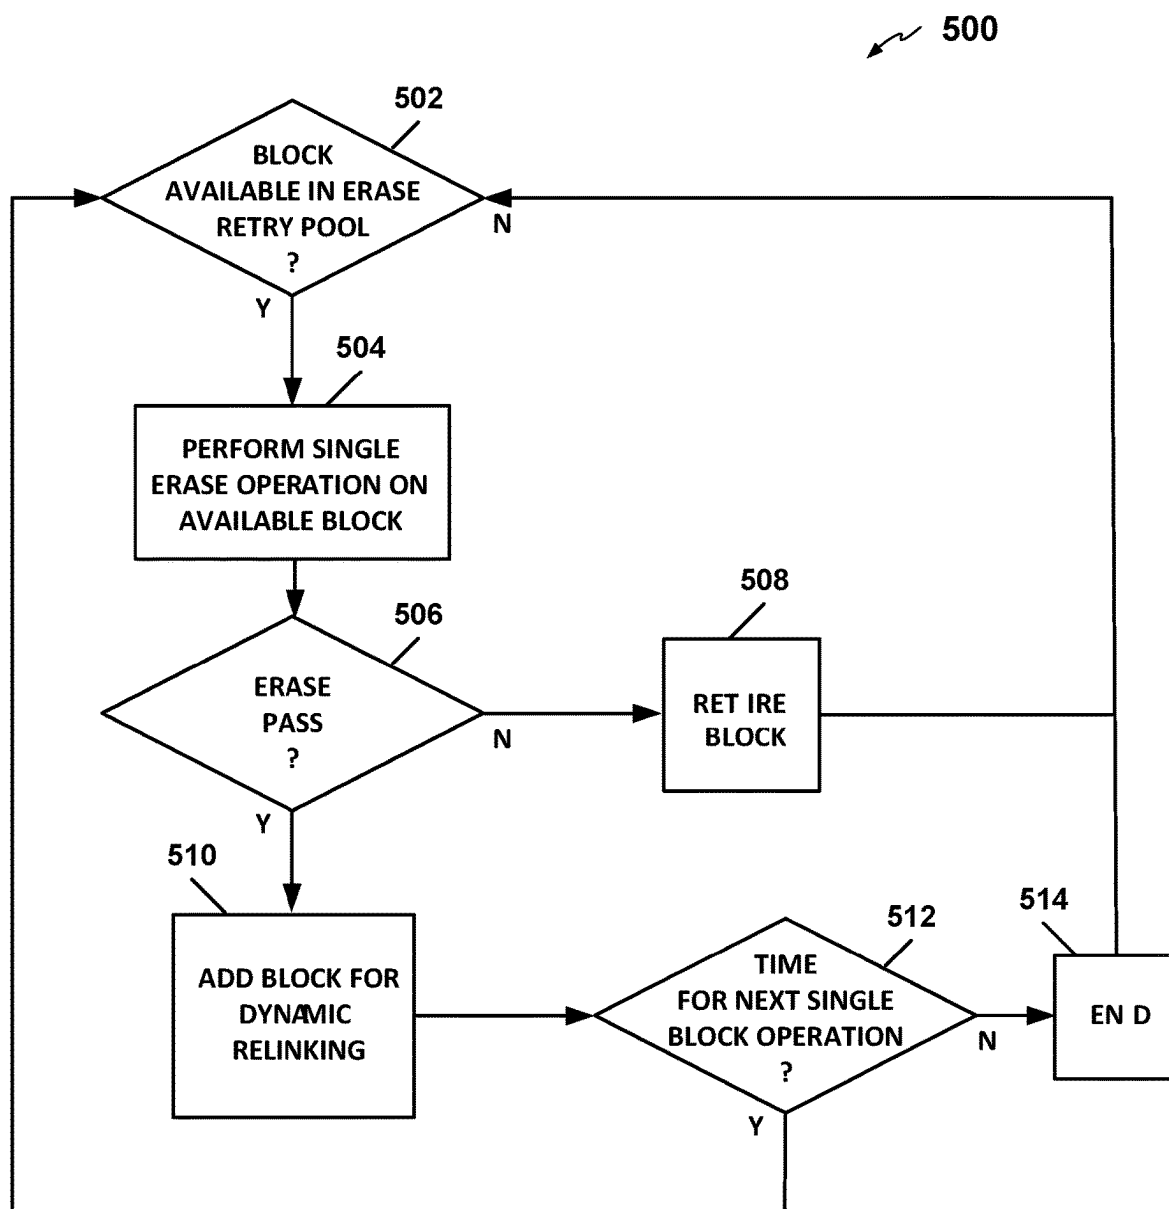 500
502
BLOCK
AVAILABLE IN ERASE
RETRY POOL
?
N
Y
504
PERFORM SINGLE
ERASE OPERATION ON
AVAILABLE BLOCK
506
ERASE
PASS
?
N
Y
508
RET IRE
BLOCK
510
ADD BLOCK FOR
DYNAMIC
RELINKING
512
TIME
FOR NEXT SINGLE
BLOCK OPERATION
?
N
Y
514
EN D